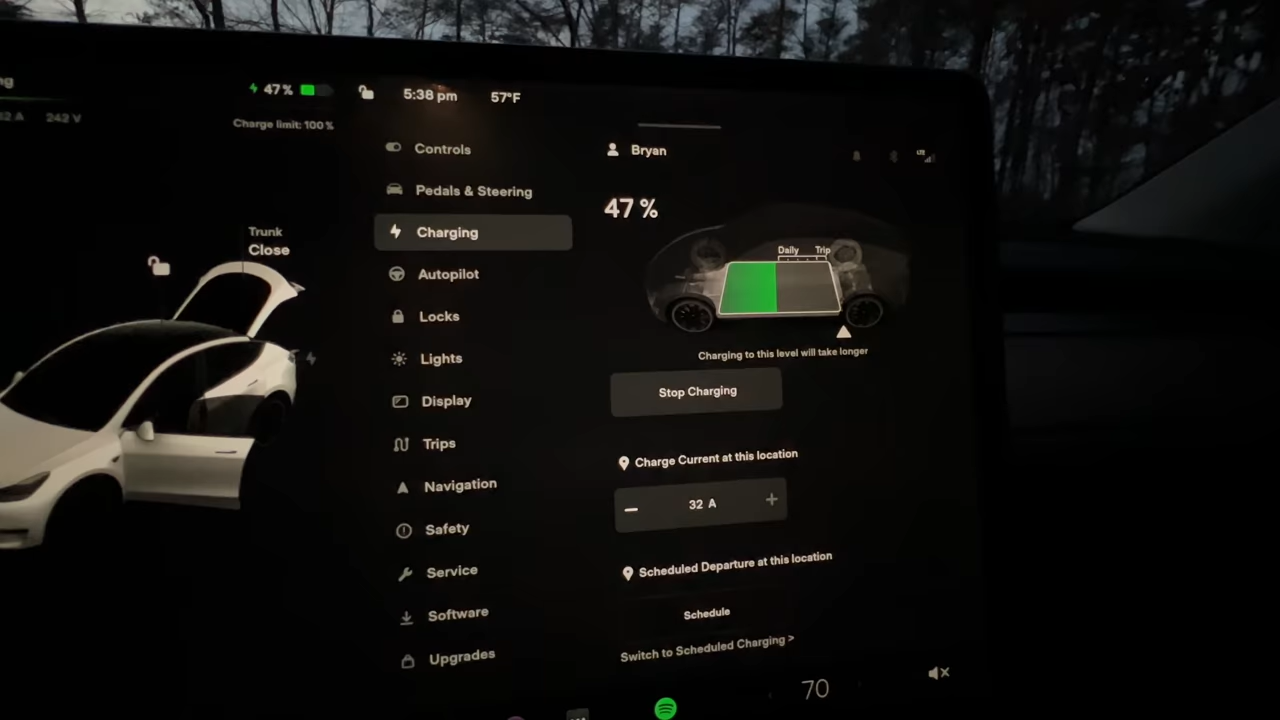 47%
5:38 pm
57°F
242 V
Charge limit: 100%
Trunk
Close
Controls
Pedals & Steering
Charging
Autopilot
Locks
Lights
Display
Trips
Navigation
Safety
Service
Software
Upgrades
Bryan
LTE
47 %
Daily Trip
Charging to this level will take longer
Stop Charging
Charge Current at this location
− 32 A +
Scheduled Departure at this location
Schedule
Switch to Scheduled Charging >
70